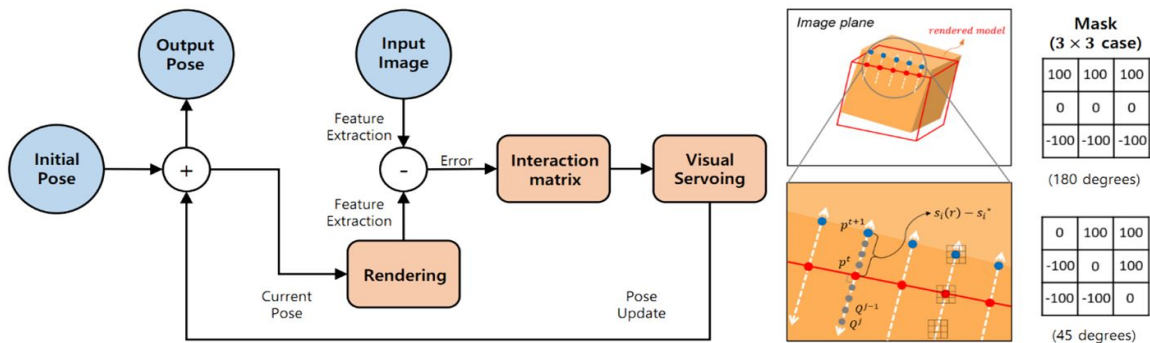 Output
Pose
Initial
Pose
+
Input
Image
Feature
Extraction
-
Error
Feature
Extraction
Rendering
Current
Pose
Interaction
matrix
Visual
Servoing
Pose
Update
Image plane
rendered model
p^{t+1}
s_i(r) − s_i^*
p^t
Q^{j−1}
Q^j
Mask
(3 × 3 case)
100 100 100
0 0 0
-100 -100 -100
(180 degrees)
0 100 100
-100 0 100
-100 -100 0
(45 degrees)